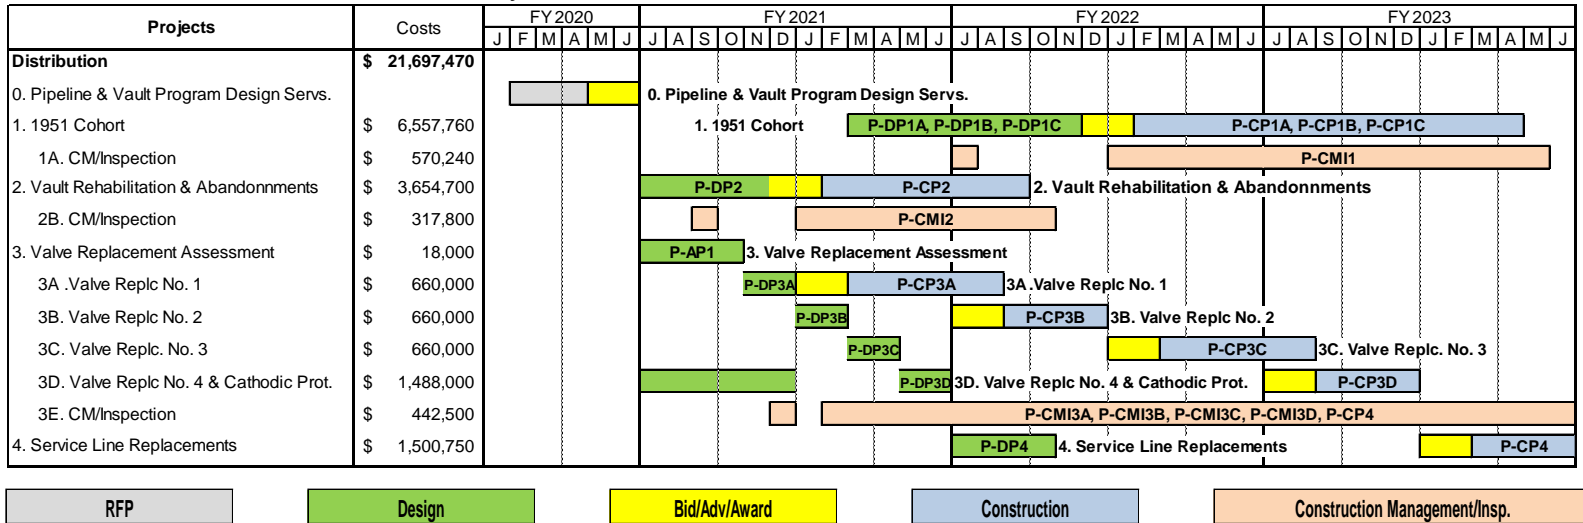 Projects Costs FY 2020 FY 2021 FY 2022 FY 2023
J F M A M J J A S O N D J F M A M J J A S O N D J F M A M J J A S O N D J F M A M J
Distribution $ 21,697,470
0. Pipeline & Vault Program Design Servs. 0. Pipeline & Vault Program Design Servs.
1. 1951 Cohort $ 6,557,760 1. 1951 Cohort P-DP1A, P-DP1B, P-DP1C P-CP1A, P-CP1B, P-CP1C
1A. CM/Inspection $ 570,240 P-CMI1
2. Vault Rehabilitation & Abandonnments $ 3,654,700 P-DP2 P-CP2 2. Vault Rehabilitation & Abandonnments
2B. CM/Inspection $ 317,800 P-CMI2
3. Valve Replacement Assessment $ 18,000 P-AP1 3. Valve Replacement Assessment
3A .Valve Replc No. 1 $ 660,000 P-DP3A P-CP3A 3A .Valve Replc No. 1
3B. Valve Replc No. 2 $ 660,000 P-DP3B P-CP3B 3B. Valve Replc No. 2
3C. Valve Replc. No. 3 $ 660,000 P-DP3C P-CP3C 3C. Valve Replc. No. 3
3D. Valve Replc No. 4 & Cathodic Prot. $ 1,488,000 P-DP3D 3D. Valve Replc No. 4 & Cathodic Prot. P-CP3D
3E. CM/Inspection $ 442,500 P-CMI3A, P-CMI3B, P-CMI3C, P-CMI3D, P-CP4
4. Service Line Replacements $ 1,500,750 P-DP4 4. Service Line Replacements P-CP4
RFP Design Bid/Adv/Award Construction Construction Management/Insp.